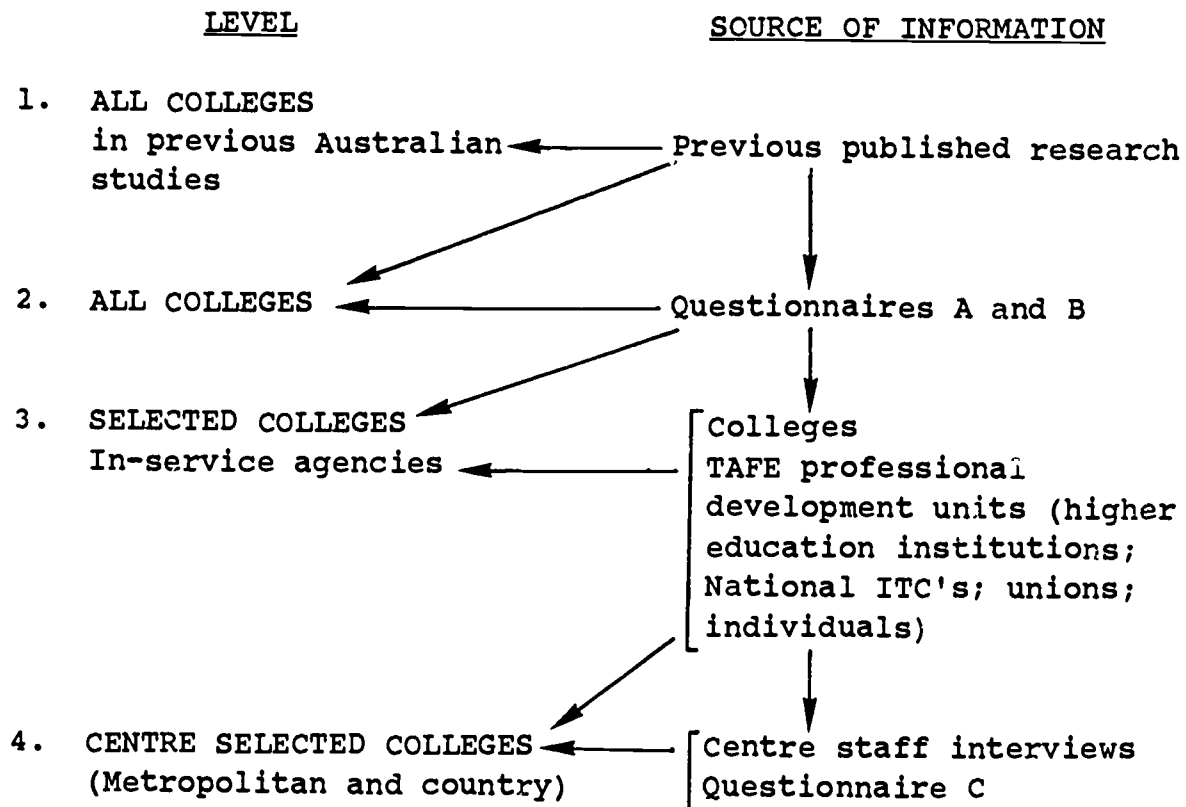 LEVEL
SOURCE OF INFORMATION
1. ALL COLLEGES
in previous Australian
studies
Previous published research
2. ALL COLLEGES
Questionnaires A and B
3. SELECTED COLLEGES
In-service agencies
Colleges
TAFE professional
development units (higher
education institutions;
National ITC's; unions;
individuals)
4. CENTRE SELECTED COLLEGES
(Metropolitan and country)
Centre staff interviews
Questionnaire C